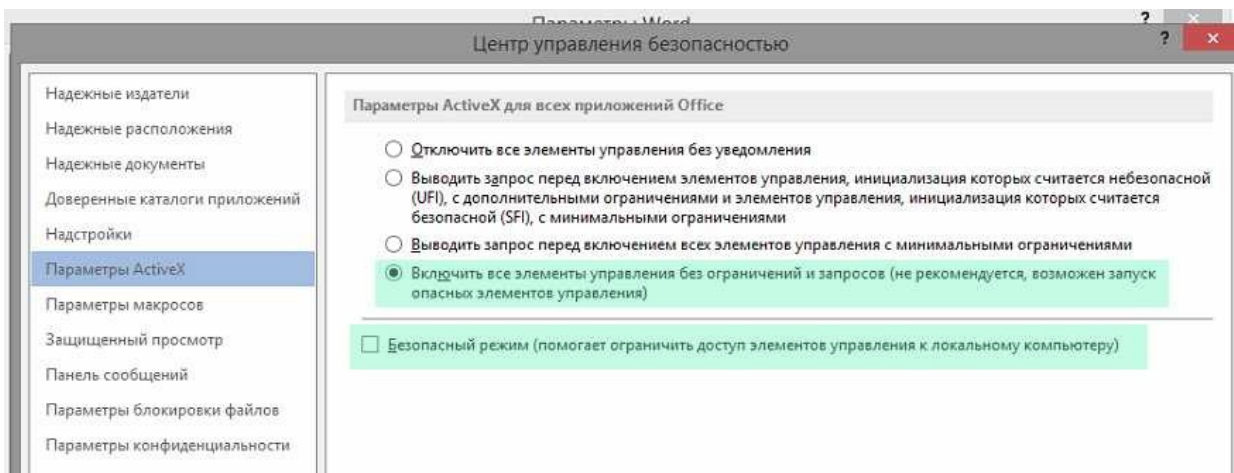 Параметры Word
?
Центр управления безопасностью
? ×
Надежные издатели
Надежные расположения
Надежные документы
Доверенные каталоги приложений
Надстройки
Параметры ActiveX
Параметры макросов
Защищенный просмотр
Панель сообщений
Параметры блокировки файлов
Параметры конфиденциальности
Параметры ActiveX для всех приложений Office
Отключить все элементы управления без уведомления
Выводить запрос перед включением элементов управления, инициализация которых считается небезопасной
(UFI), с дополнительными ограничениями и элементов управления, инициализация которых считается
безопасной (SFI), с минимальными ограничениями
Выводить запрос перед включением всех элементов управления с минимальными ограничениями
Включить все элементы управления без ограничений и запросов (не рекомендуется, возможен запуск
опасных элементов управления)
Безопасный режим (помогает ограничить доступ элементов управления к локальному компьютеру)